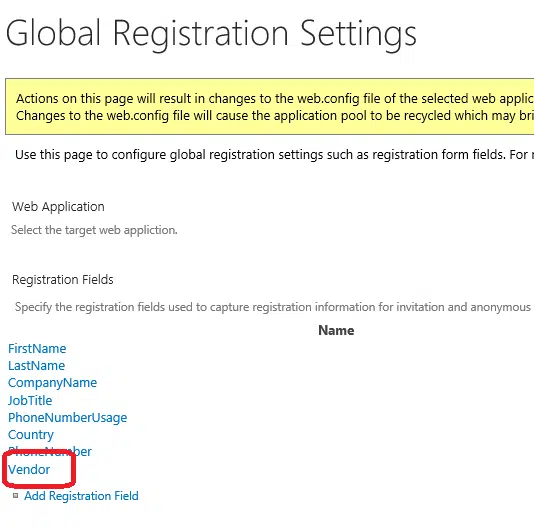 Global Registration Settings
Actions on this page will result in changes to the web.config file of the selected web applic
Changes to the web.config file will cause the application pool to be recycled which may bri
Use this page to configure global registration settings such as registration form fields. For
Web Application
Select the target web appliction.
Registration Fields
Specify the registration fields used to capture registration information for invitation and anonymous
Name
FirstName
LastName
CompanyName
JobTitle
PhoneNumberUsage
Country
PhoneNumber
Vendor
Add Registration Field